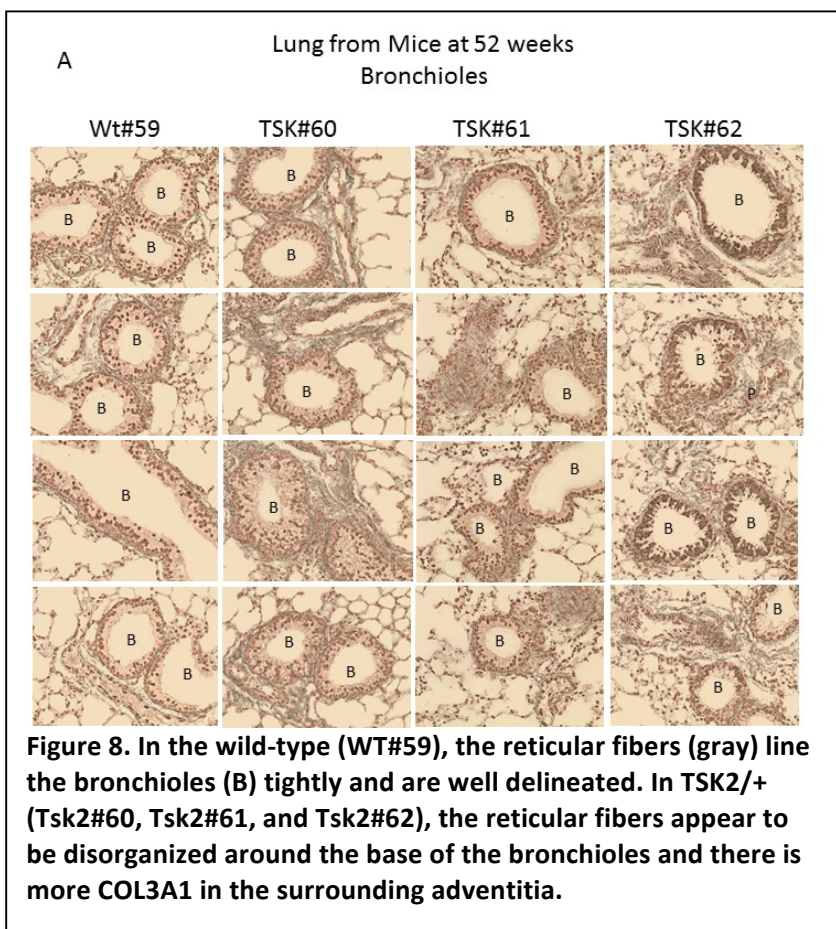 A
Lung from Mice at 52 weeks
Bronchioles
Wt#59 TSK#60 TSK#61 TSK#62
B B B B B
B
B B
B B B B B
P
B B B B B B
B
B B B B B B
B
Figure 8. In the wild-type (WT#59), the reticular fibers (gray) line
the bronchioles (B) tightly and are well delineated. In TSK2/+
(Tsk2#60, Tsk2#61, and Tsk2#62), the reticular fibers appear to
be disorganized around the base of the bronchioles and there is
more COL3A1 in the surrounding adventitia.